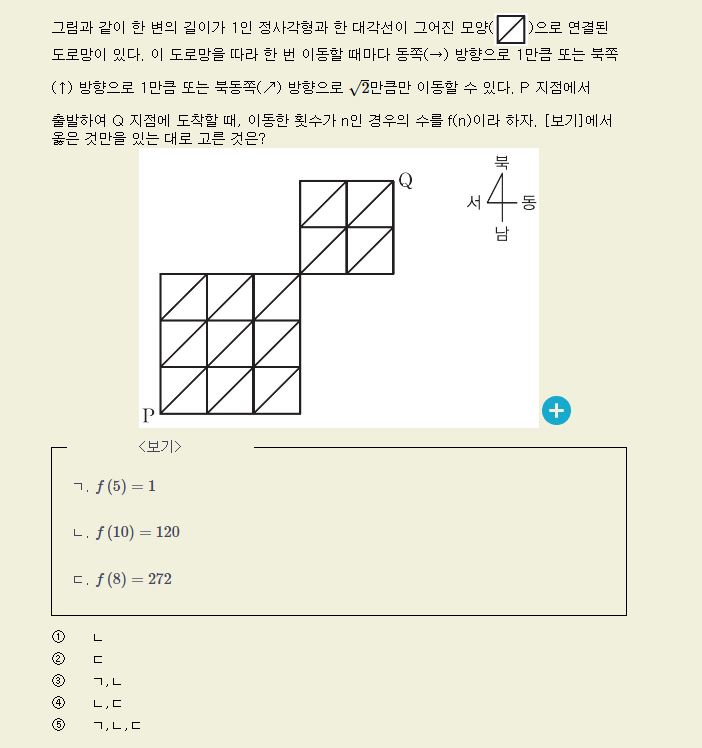 그림과 같이 한 변의 길이가 1인 정사각형과 한 대각선이 그어진 모양( )으로 연결된
도로망이 있다. 이 도로망을 따라 한 번 이동할 때마다 동쪽(→) 방향으로 1만큼 또는 북쪽
(↑) 방향으로 1만큼 또는 북동쪽(↗) 방향으로 √2만큼만 이동할 수 있다. P 지점에서
출발하여 Q 지점에 도착할 때, 이동한 횟수가 n인 경우의 수를 f(n)이라 하자. [보기]에서
옳은 것만을 있는 대로 고른 것은?
북
Q
서 동
남
P
<보기>
ㄱ. f(5)=1
ㄴ. f(10)=120
ㄷ. f(8)=272
① ㄴ
② ㄷ
③ ㄱ,ㄴ
④ ㄴ,ㄷ
⑤ ㄱ,ㄴ,ㄷ